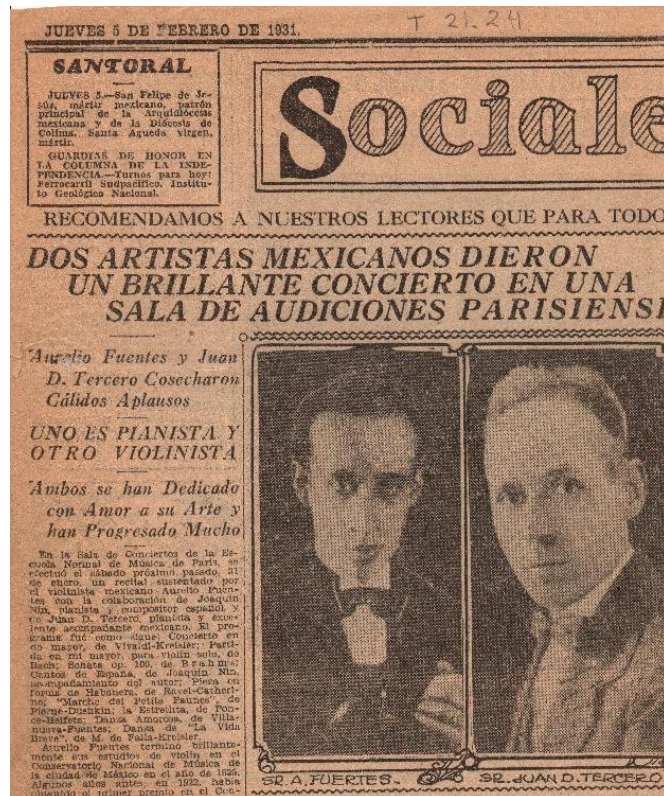 T 21-24
JUEVES 5 DE FEBRERO DE 1931.
SANTORAL
JUEVES 5.—San Felipe de Je-
sús, mártir mexicano, patrón
principal de la Arquidiócesis
mexicana y de la Diócesis de
Colima. Santa Agueda virgen,
mártir.
GUARDIAS DE HONOR EN
LA COLUMNA DE LA INDE-
PENDENCIA.—Turnos para hoy:
Ferrocarril Sudpacífico. Institu-
to Geológico Nacional.
Sociale
RECOMENDAMOS A NUESTROS LECTORES QUE PARA TODO
DOS ARTISTAS MEXICANOS DIERON
UN BRILLANTE CONCIERTO EN UNA
SALA DE AUDICIONES PARISIENSE
Aurelio Fuentes y Juan
D. Tercero Cosecharon
Cálidos Aplausos
UNO ES PIANISTA Y
OTRO VIOLINISTA
Ambos se han Dedicado
con Amor a su Arte y
han Progresado Mucho
En la Sala de Conciertos de la Es-
cuela Normal de Música de París, se
efectuó el sábado próximo pasado, 31
de enero, un recital sustentado por
el violinista mexicano Aurelio Fuen-
tes con la colaboración de Joaquín
Nin, pianista y compositor español y
de Juan D. Tercero, pianista y exce-
lente acompañante mexicano. El pro-
grama fué como sigue: Concierto en
do mayor, de Vivaldi-Kreisler; Parti-
da en mi mayor, para violín solo, de
Bach; Sonata op. 100, de Brahms;
Cantos de España, de Joaquín Nin,
acompañamiento del autor; Pieza en
forma de Habanera, de Ravel-Catheri-
ne; "Marche des Petits Faunes" de
Pierné-Dushkin; la Estrellita, de Pon-
ce-Heifetz; Danza Amorosa, de Villa-
nueva-Fuentes; Danza de "La Vida
Breve", de M. de Falla-Kreisler.
Aurelio Fuentes terminó brillante-
mente sus estudios de violín en el
Conservatorio Nacional de Música de
la ciudad de México en el año de 1925.
Algunos años antes, en 1922, había
obtenido el primer premio en el Con-
SR. A. FUERTES.
SR. JUAN D. TERCERO